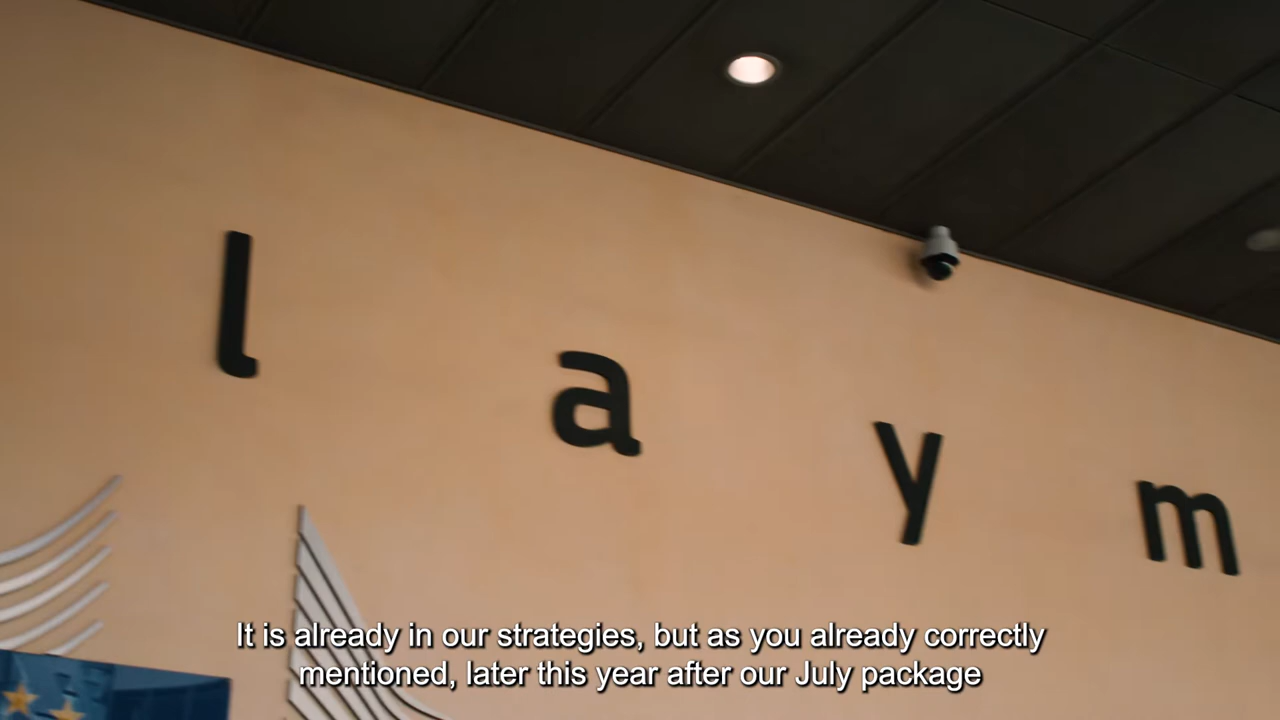 laym
It is already in our strategies, but as you already correctly
mentioned, later this year after our July package